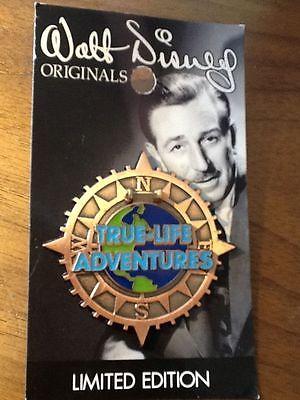 Walt Disney
ORIGINALS
N
TRUE-LIFE
W E
ADVENTURES
S
LIMITED EDITION